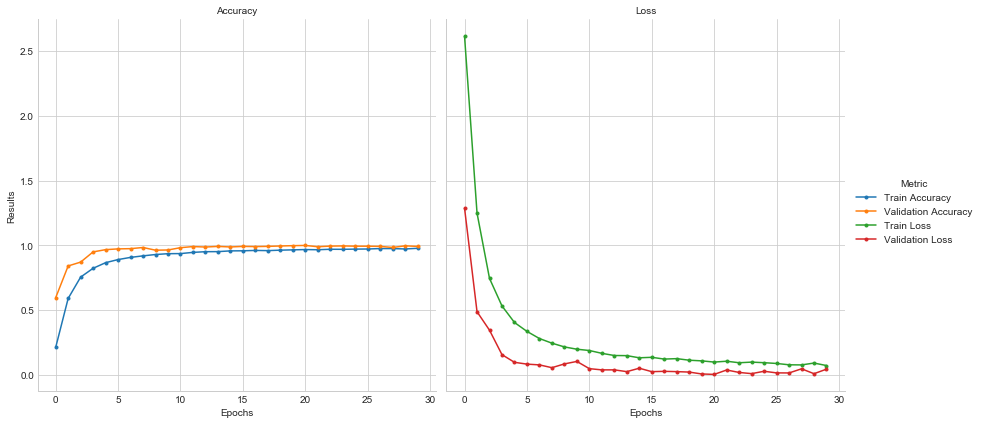 Accuracy
Loss
Results
2.5
2.0
1.5
1.0
0.5
0.0
0 5 10 15 20 25 30
Epochs
0 5 10 15 20 25 30
Epochs
Metric
Train Accuracy
Validation Accuracy
Train Loss
Validation Loss